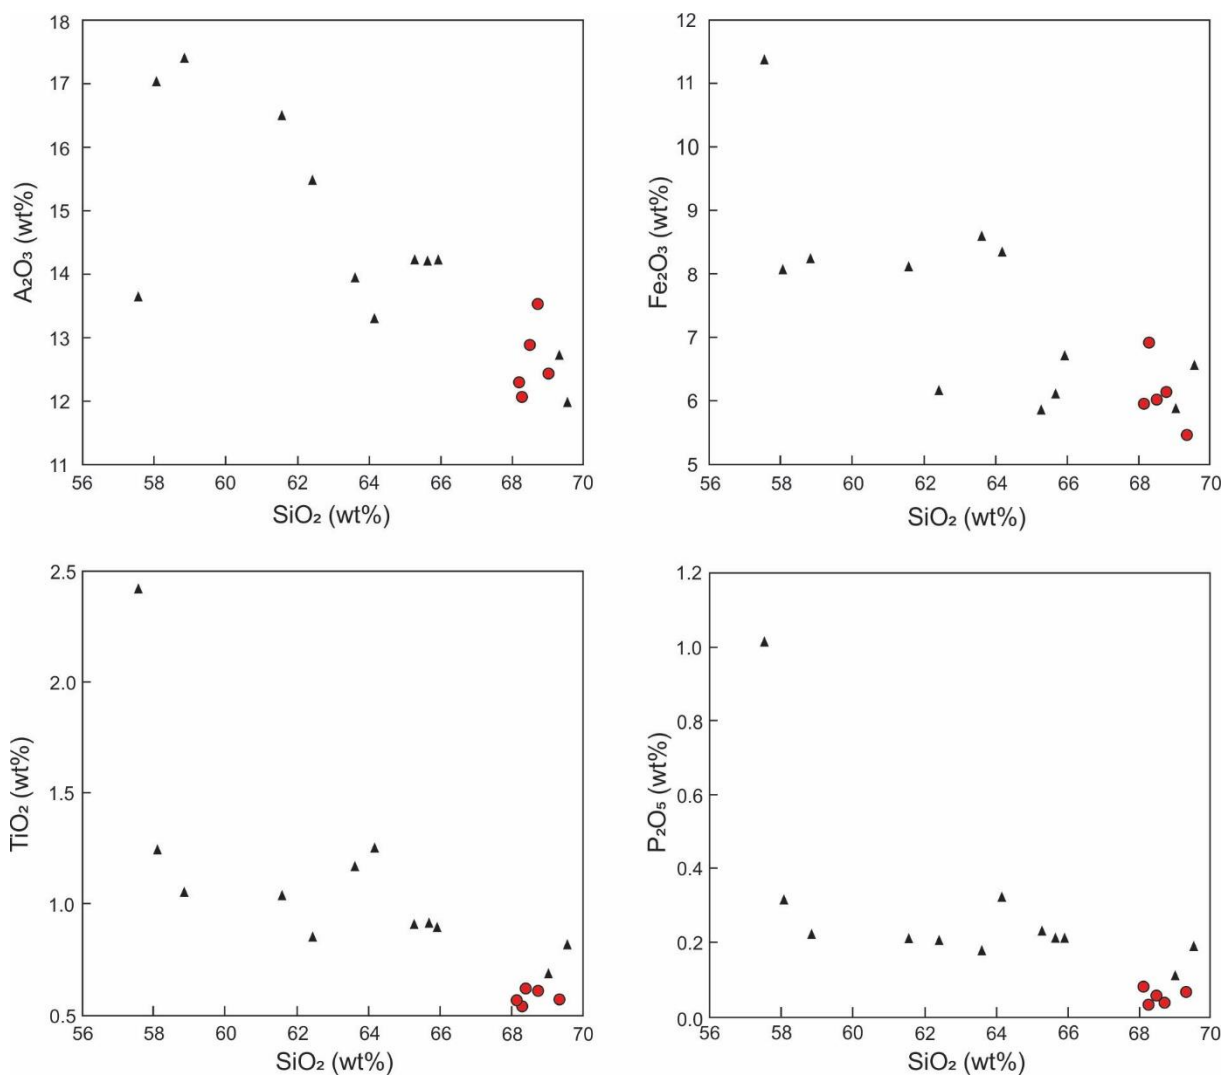 18
17
16
15
14
13
12
11
A₂O₃ (wt%)
56 58 60 62 64 66 68 70
SiO₂ (wt%)
12
11
10
9
8
7
6
5
Fe₂O₃ (wt%)
56 58 60 62 64 66 68 70
SiO₂ (wt%)
2.5
2.0
1.5
1.0
0.5
TiO₂ (wt%)
56 58 60 62 64 66 68 70
SiO₂ (wt%)
1.2
1.0
0.8
0.6
0.4
0.2
0.0
P₂O₅ (wt%)
56 58 60 62 64 66 68 70
SiO₂ (wt%)